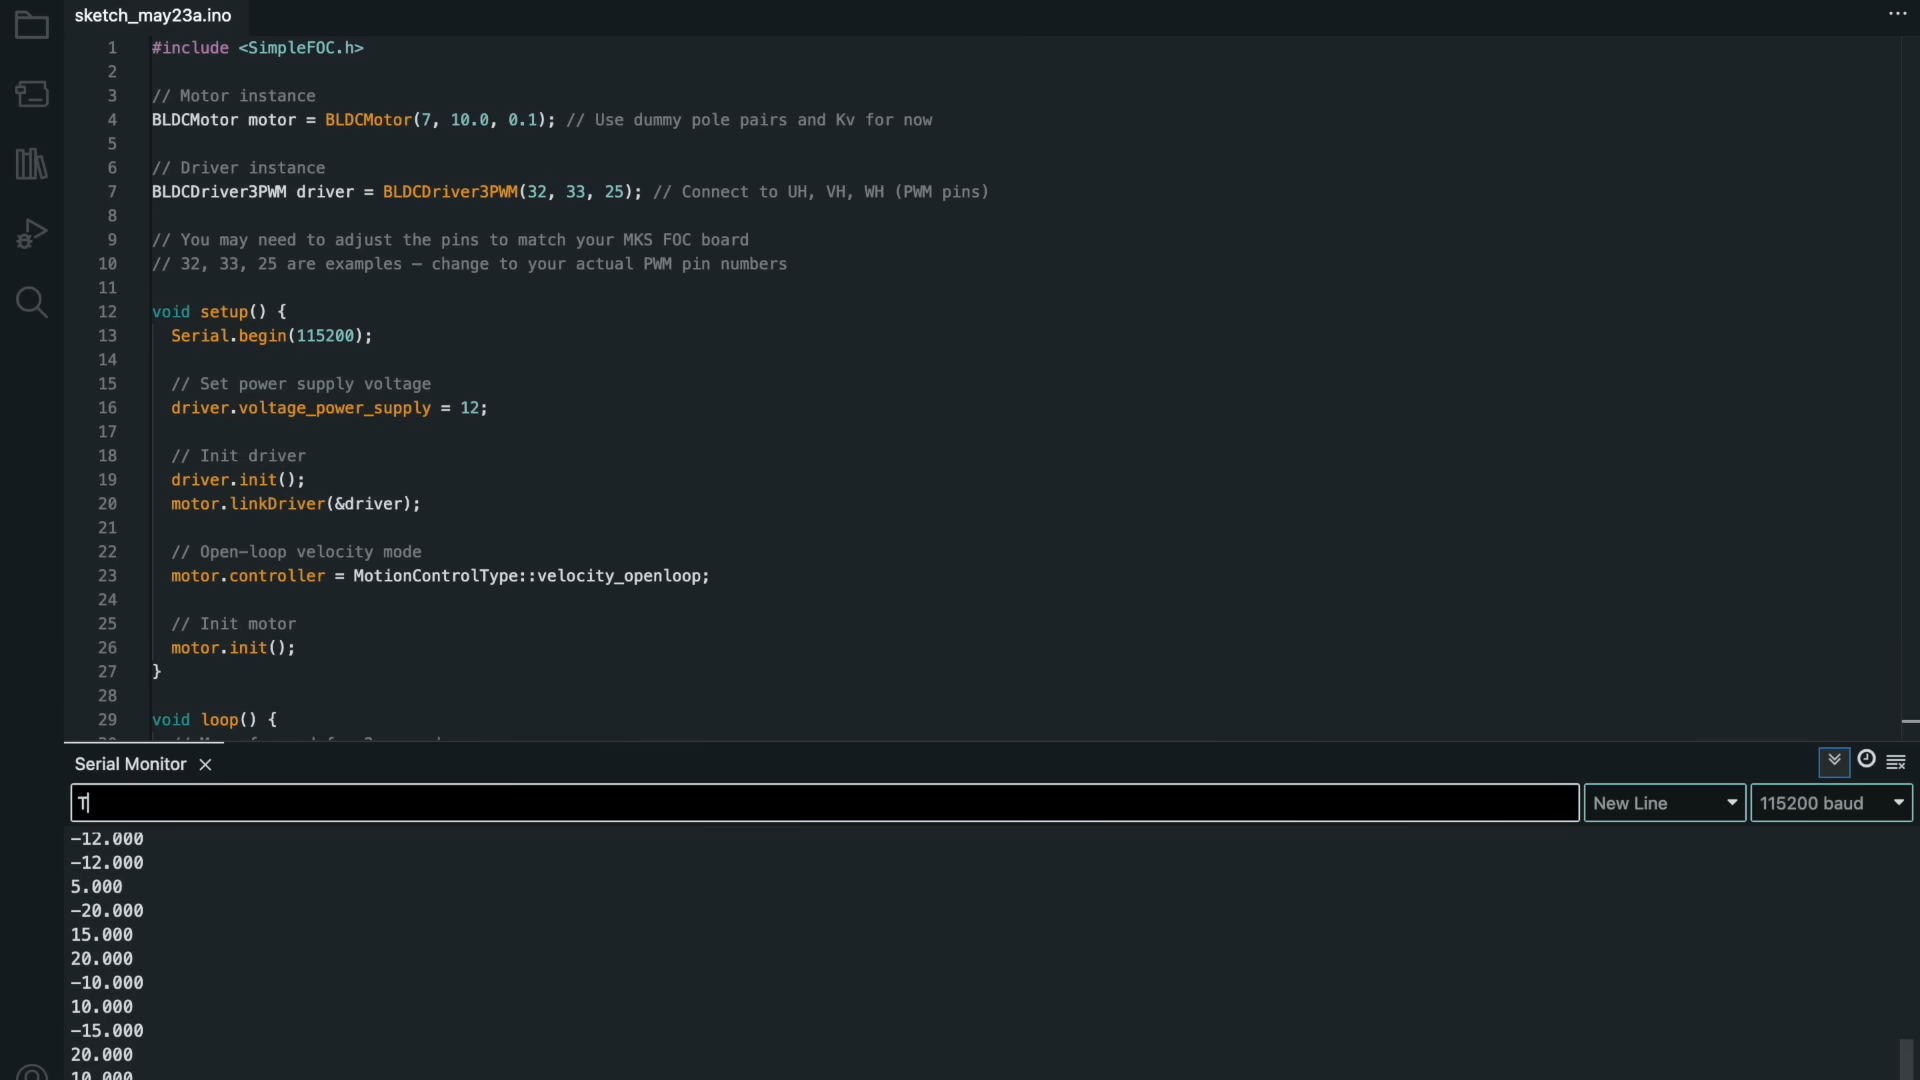 sketch_may23a.ino
1 #include <SimpleFOC.h>
2
3 // Motor instance
4 BLDCMotor motor = BLDCMotor(7, 10.0, 0.1); // Use dummy pole pairs and Kv for now
5
6 // Driver instance
7 BLDCDriver3PWM driver = BLDCDriver3PWM(32, 33, 25); // Connect to UH, VH, WH (PWM pins)
8
9 // You may need to adjust the pins to match your MKS FOC board
10 // 32, 33, 25 are examples – change to your actual PWM pin numbers
11
12 void setup() {
13 Serial.begin(115200);
14
15 // Set power supply voltage
16 driver.voltage_power_supply = 12;
17
18 // Init driver
19 driver.init();
20 motor.linkDriver(&driver);
21
22 // Open-loop velocity mode
23 motor.controller = MotionControlType::velocity_openloop;
24
25 // Init motor
26 motor.init();
27 }
28
29 void loop() {
Serial Monitor
T
New Line
115200 baud
-12.000
-12.000
5.000
-20.000
15.000
20.000
-10.000
10.000
-15.000
20.000
10.000